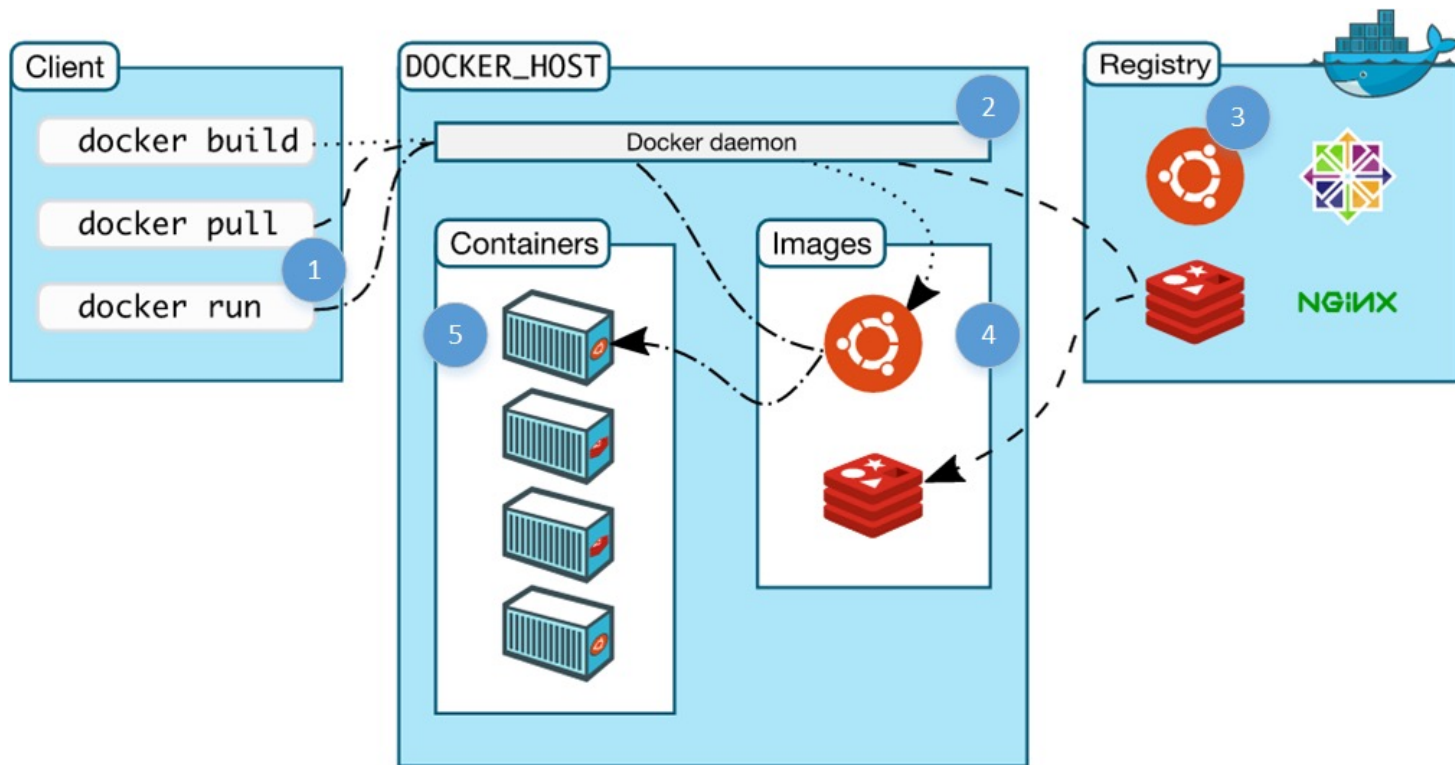 Client
docker build
docker pull
1
docker run
DOCKER_HOST
2
Docker daemon
Containers
5
Images
4
Registry
3
NGiNX